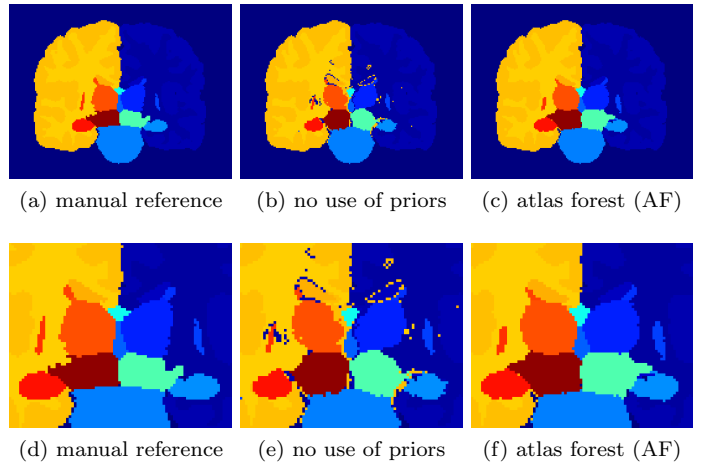 (a) manual reference
(b) no use of priors
(c) atlas forest (AF)
(d) manual reference
(e) no use of priors
(f) atlas forest (AF)